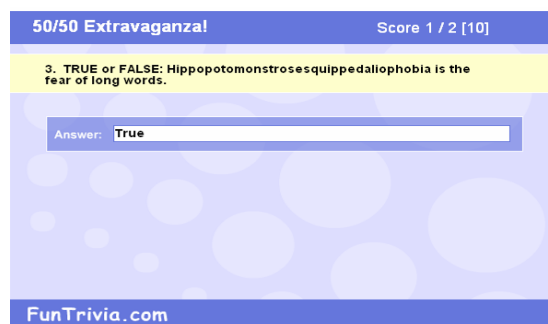 50/50 Extravaganza! Score 1 / 2 [10]
3. TRUE or FALSE: Hippopotomonstrosesquippedaliophobia is the
fear of long words.
Answer: True
FunTrivia.com